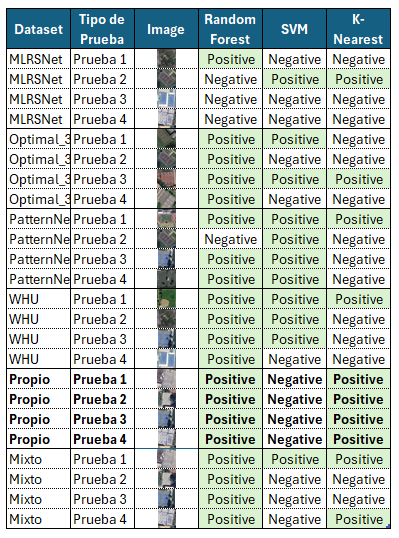 Dataset Tipo de Prueba Image Random Forest SVM K-Nearest
MLRSNet Prueba 1 Positive Negative Negative
MLRSNet Prueba 2 Negative Positive Positive
MLRSNet Prueba 3 Negative Negative Negative
MLRSNet Prueba 4 Negative Negative Negative
Optimal_3 Prueba 1 Positive Positive Negative
Optimal_3 Prueba 2 Positive Negative Negative
Optimal_3 Prueba 3 Positive Positive Positive
Optimal_3 Prueba 4 Positive Negative Negative
PatternNe Prueba 1 Positive Negative Positive
PatternNe Prueba 2 Negative Positive Negative
PatternNe Prueba 3 Positive Positive Negative
PatternNe Prueba 4 Positive Positive Negative
WHU Prueba 1 Positive Positive Positive
WHU Prueba 2 Positive Positive Negative
WHU Prueba 3 Positive Positive Negative
WHU Prueba 4 Positive Negative Negative
Propio Prueba 1 Positive Negative Positive
Propio Prueba 2 Positive Negative Positive
Propio Prueba 3 Positive Negative Positive
Propio Prueba 4 Positive Negative Positive
Mixto Prueba 1 Positive Positive Positive
Mixto Prueba 2 Positive Negative Negative
Mixto Prueba 3 Positive Negative Negative
Mixto Prueba 4 Positive Negative Positive